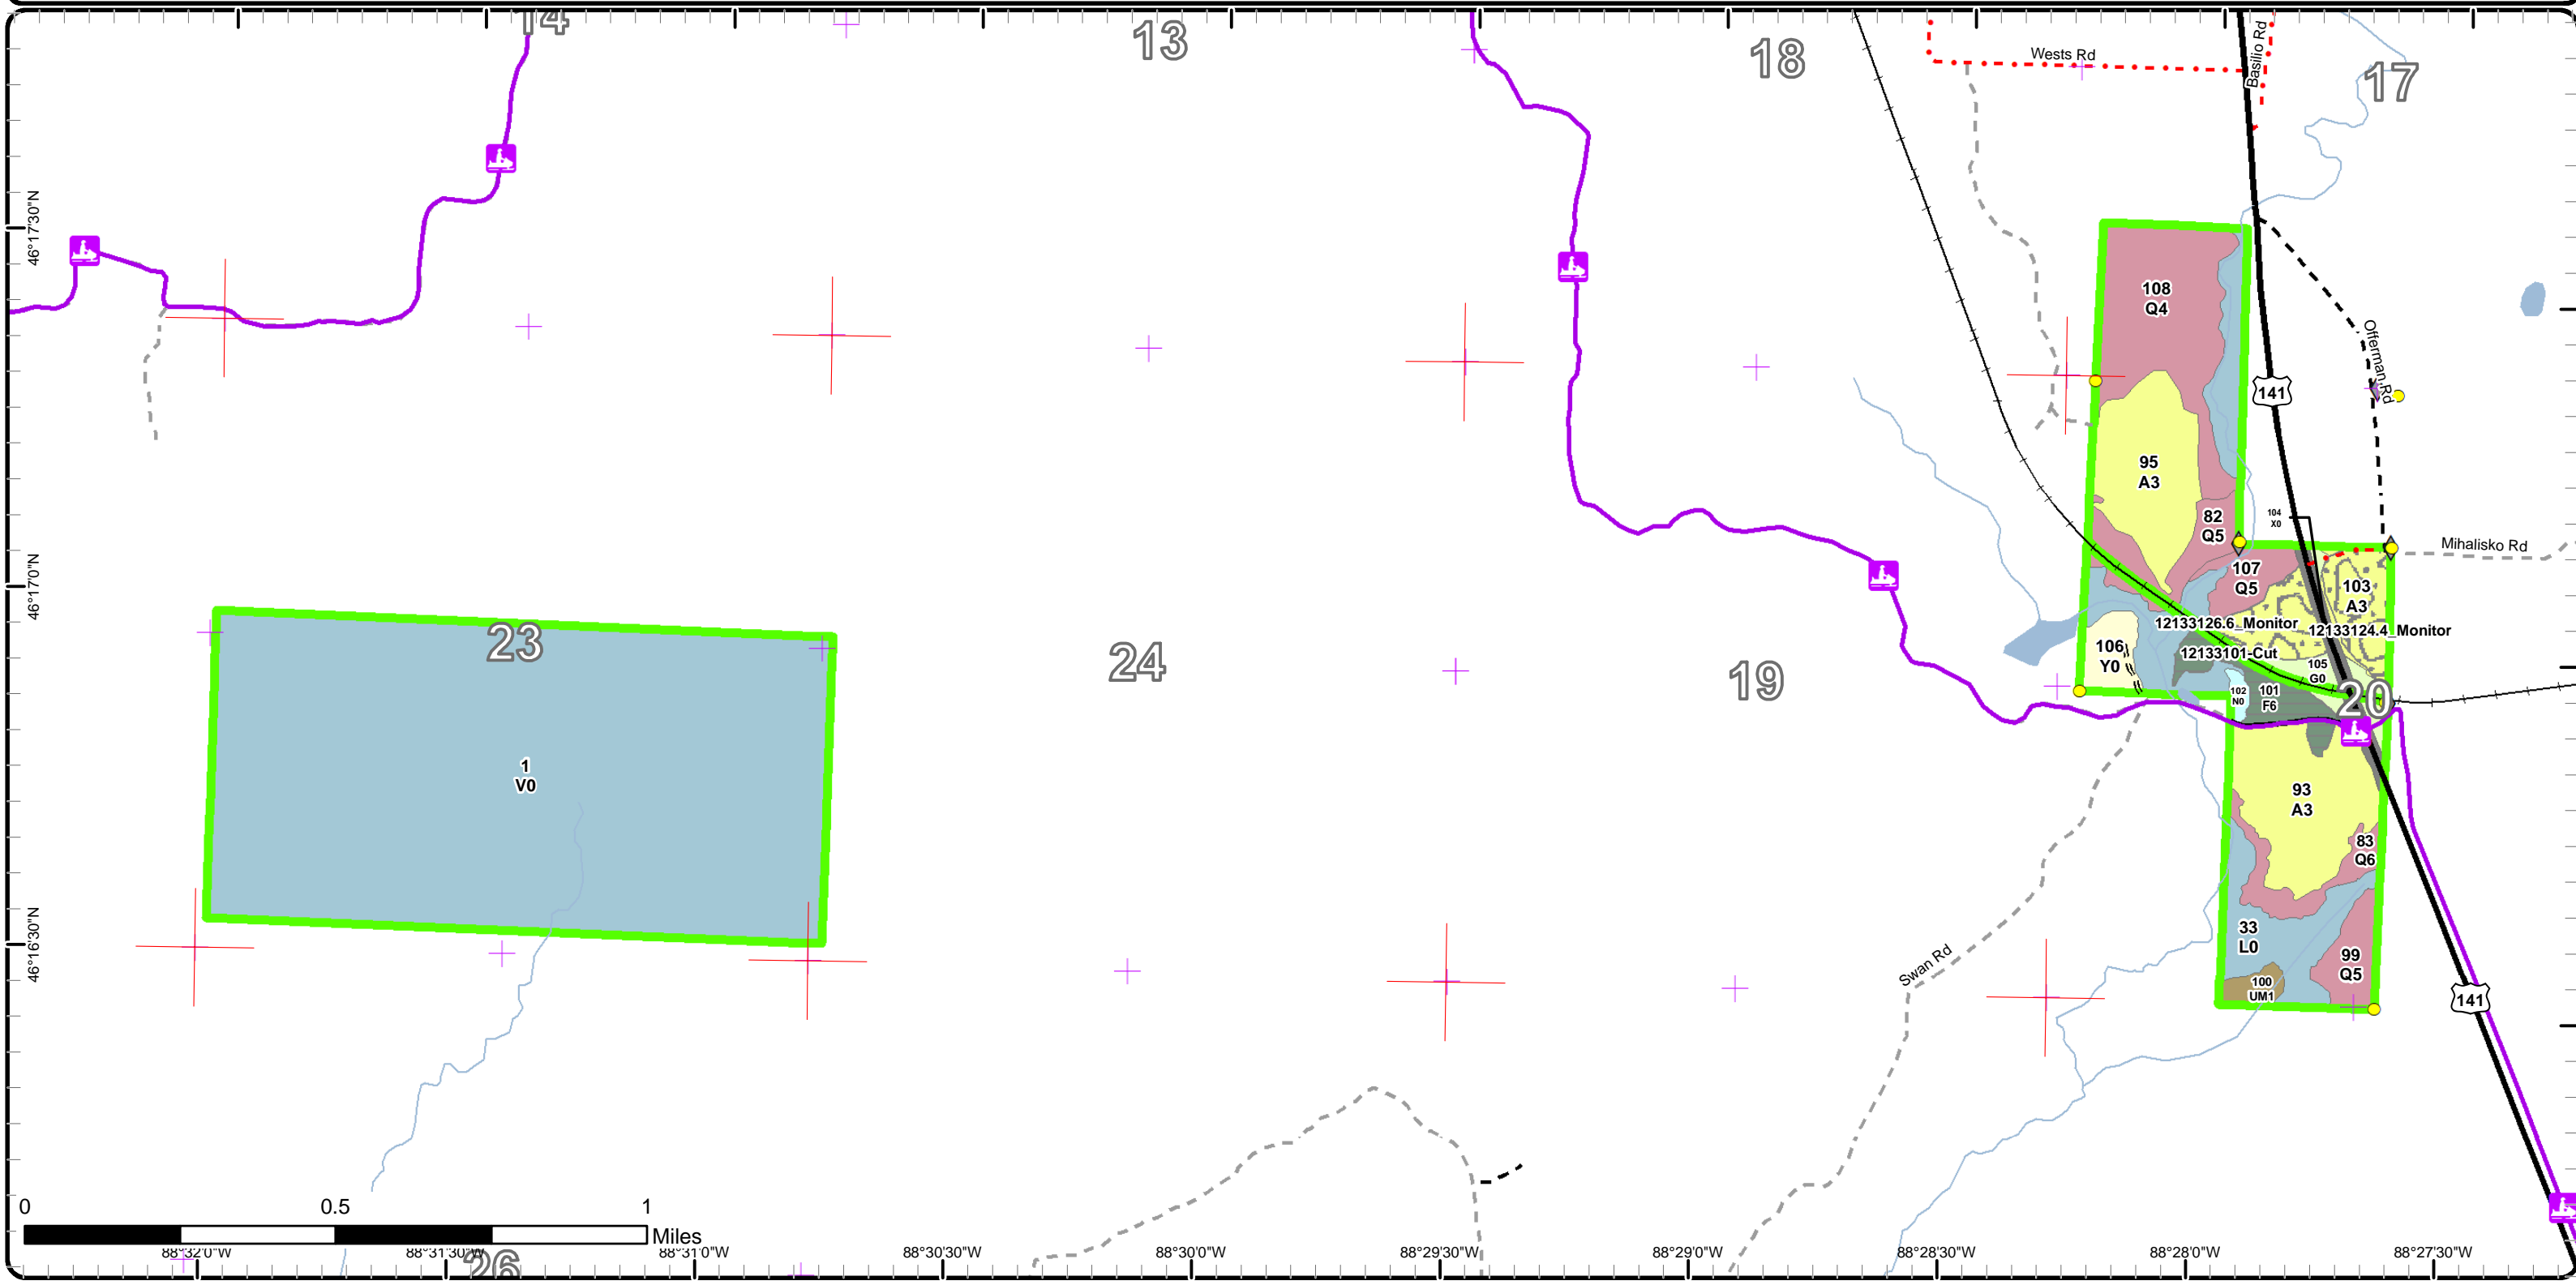 14
13
18
17
Wests Rd
Basilio Rd
46°17'30"N
108
Q4
Offerman Rd
141
95
A3
82
Q5
104
X0
Mihalisko Rd
46°17'0"N
107
Q5
103
A3
12133126.6_Monitor
12133124.4_Monitor
23
24
19
106
Y0
12133101-Cut
105
G0
102
N0
101
F6
20
1
V0
93
A3
83
Q6
46°16'30"N
Swan Rd
33
L0
99
Q5
100
UM1
141
0
0.5
1
Miles
88°32'0"W
88°31'30"W
88°31'0"W
88°30'30"W
88°30'0"W
88°29'30"W
88°29'0"W
88°28'30"W
88°28'0"W
88°27'30"W
26